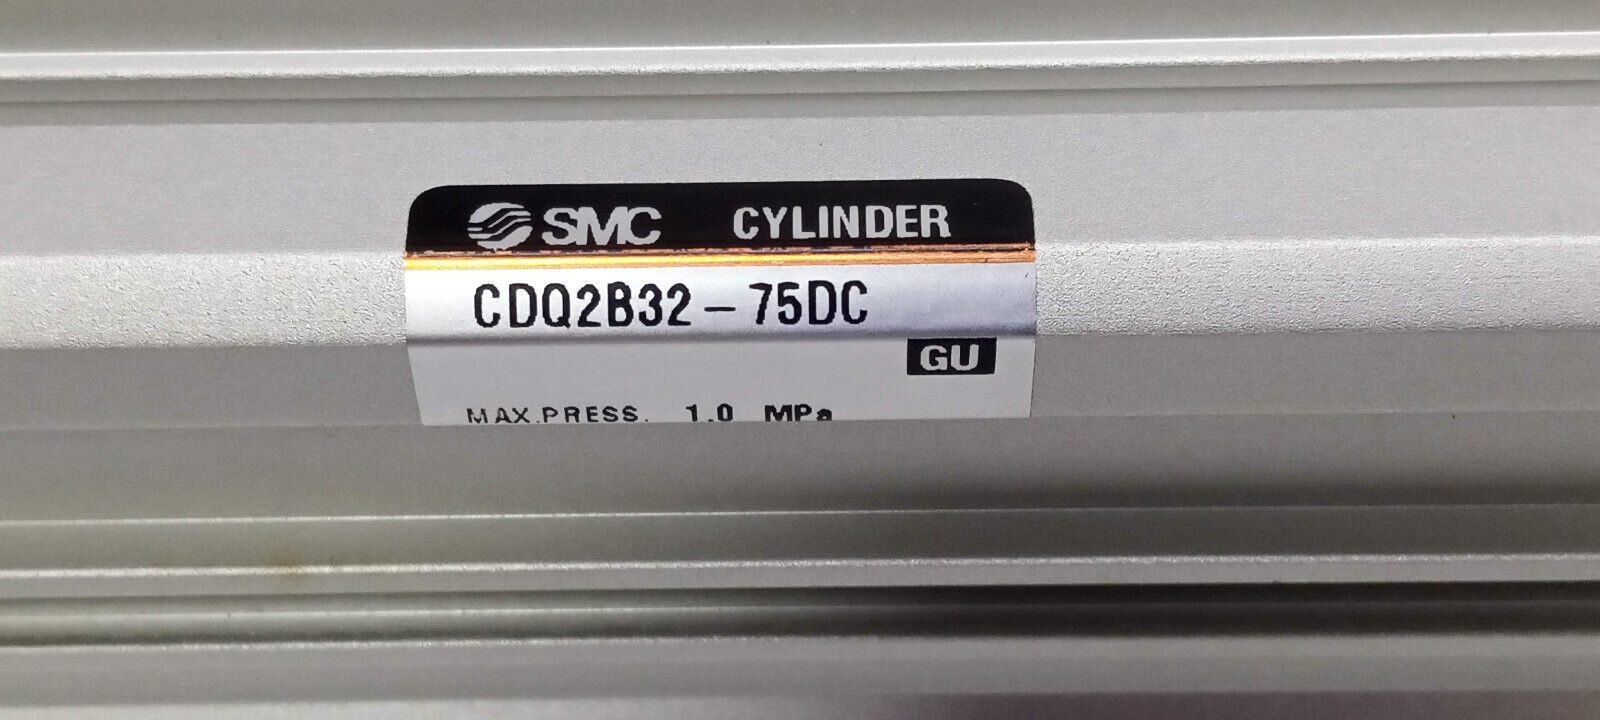 SMC CYLINDER
CDQ2B32-75DC
GU
MAX.PRESS. 1.0 MPa